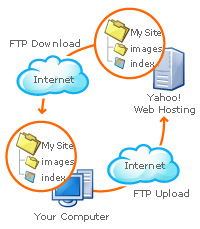 My Site
FTP Download
images
Internet
index
Yahoo!
Web Hosting
My Site
images
Internet
index
FTP Upload
Your Computer